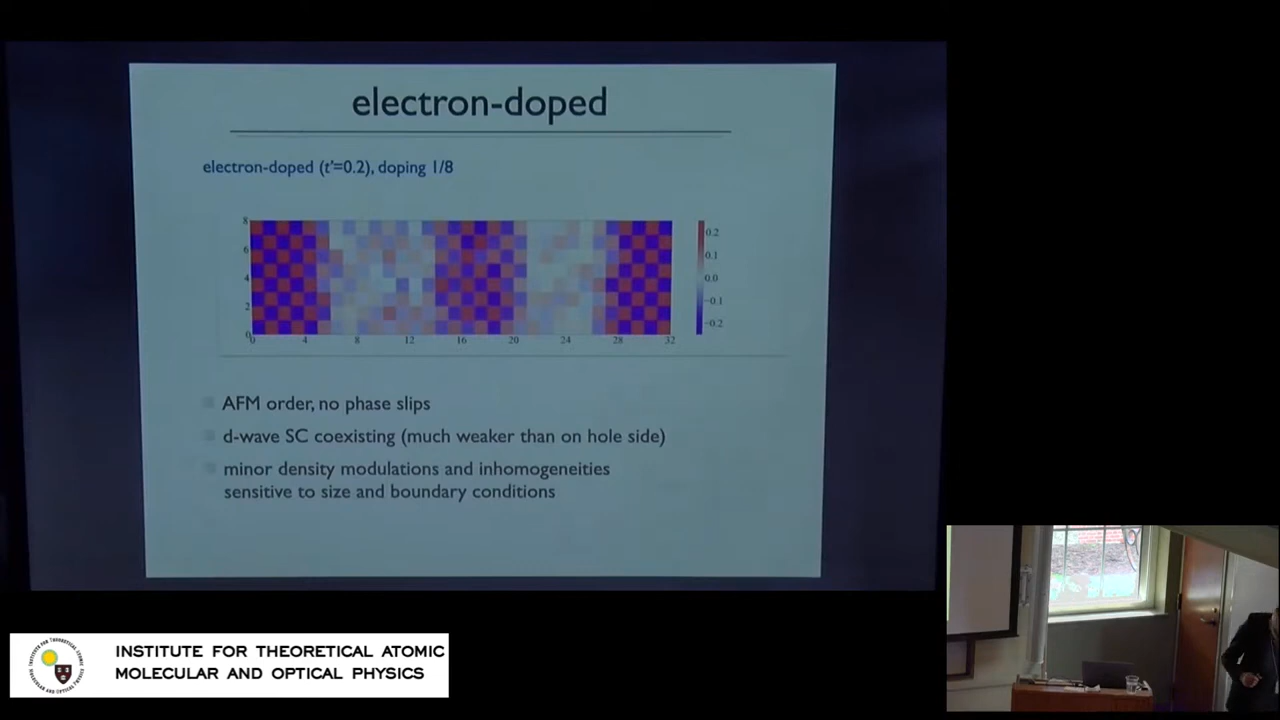 electron-doped
electron-doped (t'=0.2), doping 1/8
8
6
4
2
0
0 4 8 12 16 20 24 28 32
0.2
0.1
0.0
−0.1
−0.2
AFM order, no phase slips
d-wave SC coexisting (much weaker than on hole side)
minor density modulations and inhomogeneities
sensitive to size and boundary conditions
INSTITUTE FOR THEORETICAL ATOMIC
MOLECULAR AND OPTICAL PHYSICS